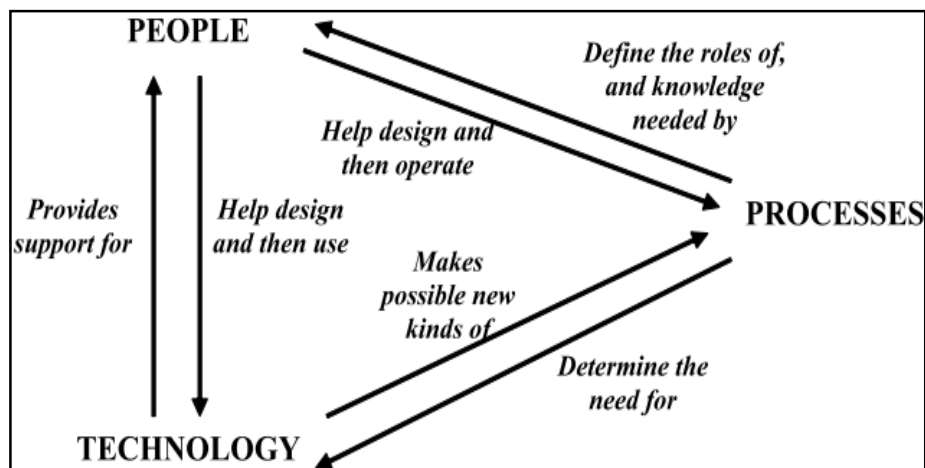 PEOPLE
Define the roles of,
and knowledge
needed by
Help design and
then operate
Provides
support for
Help design
and then use
PROCESSES
Makes
possible new
kinds of
Determine the
need for
TECHNOLOGY